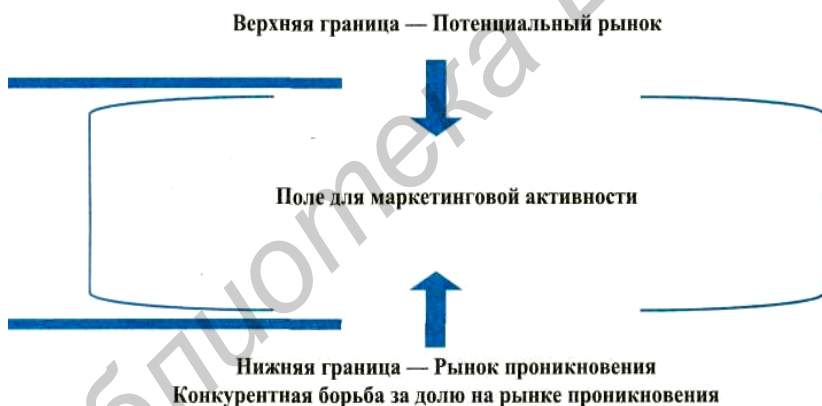 Верхняя граница — Потенциальный рынок
Поле для маркетинговой активности
Нижняя граница — Рынок проникновения
Конкурентная борьба за долю на рынке проникновения